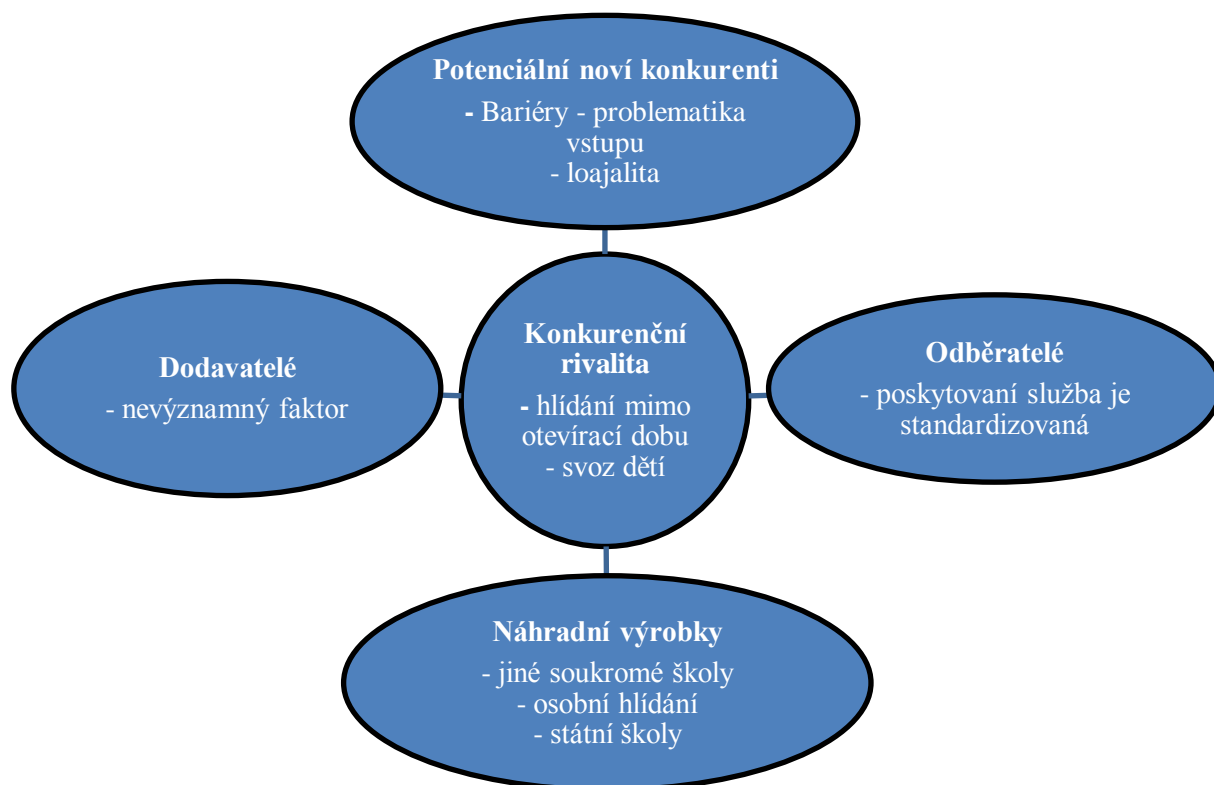 Potenciální noví konkurenti
- Bariéry - problematika
vstupu
- loajalita
Dodavatelé
- nevýznamný faktor
Konkurenční
rivalita
- hlídání mimo
otevírací dobu
- svoz dětí
Odběratelé
- poskytovaní služba je
standardizovaná
Náhradní výrobky
- jiné soukromé školy
- osobní hlídání
- státní školy